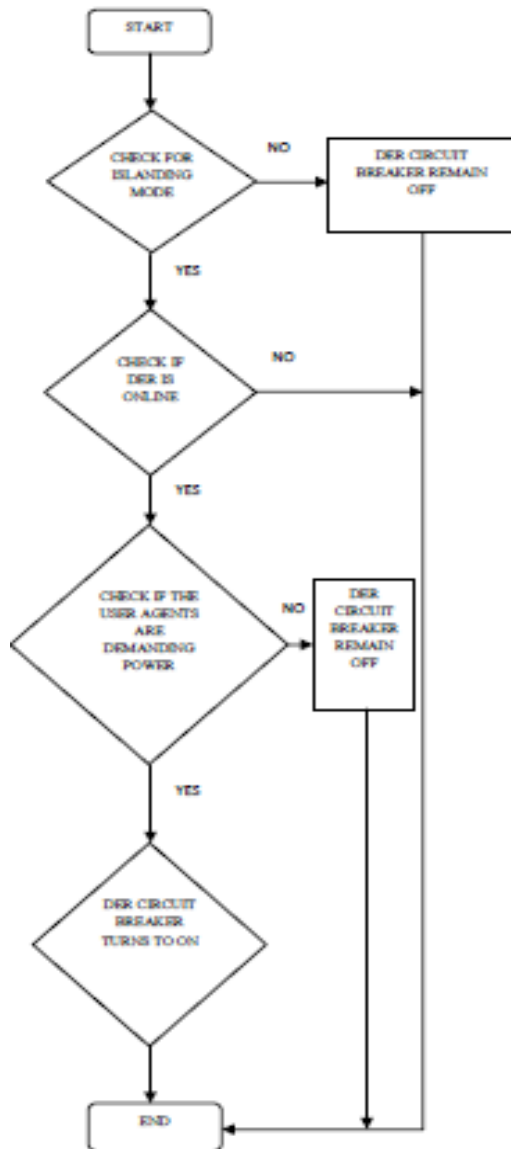 START
CHECK FOR
ISLANDING
MODE
NO
DER CIRCUIT
BREAKER REMAIN
OFF
YES
CHECK IF
DER IS
ONLINE
NO
YES
CHECK IF THE
USER AGENTS
ARE
DEMANDING
POWER
NO
DER
CIRCUIT
BREAKER
REMAIN
OFF
YES
DER CIRCUIT
BREAKER
TURNS TO ON
END